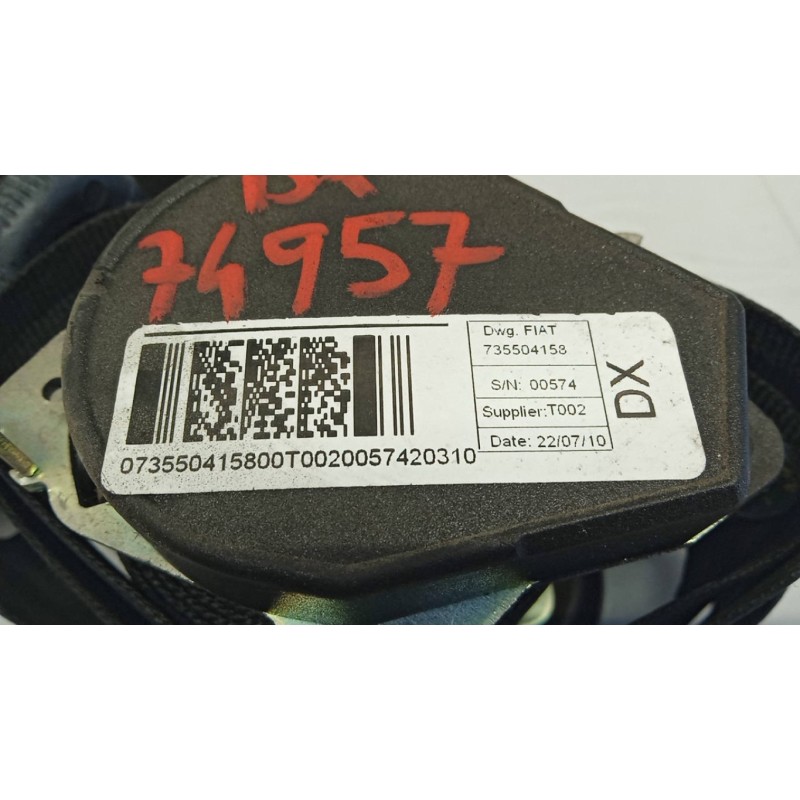 74957
Dwg. FIAT
735504158
S/N: 00574
Supplier:T002
Date: 22/07/10
DX
073550415800T0020057420310